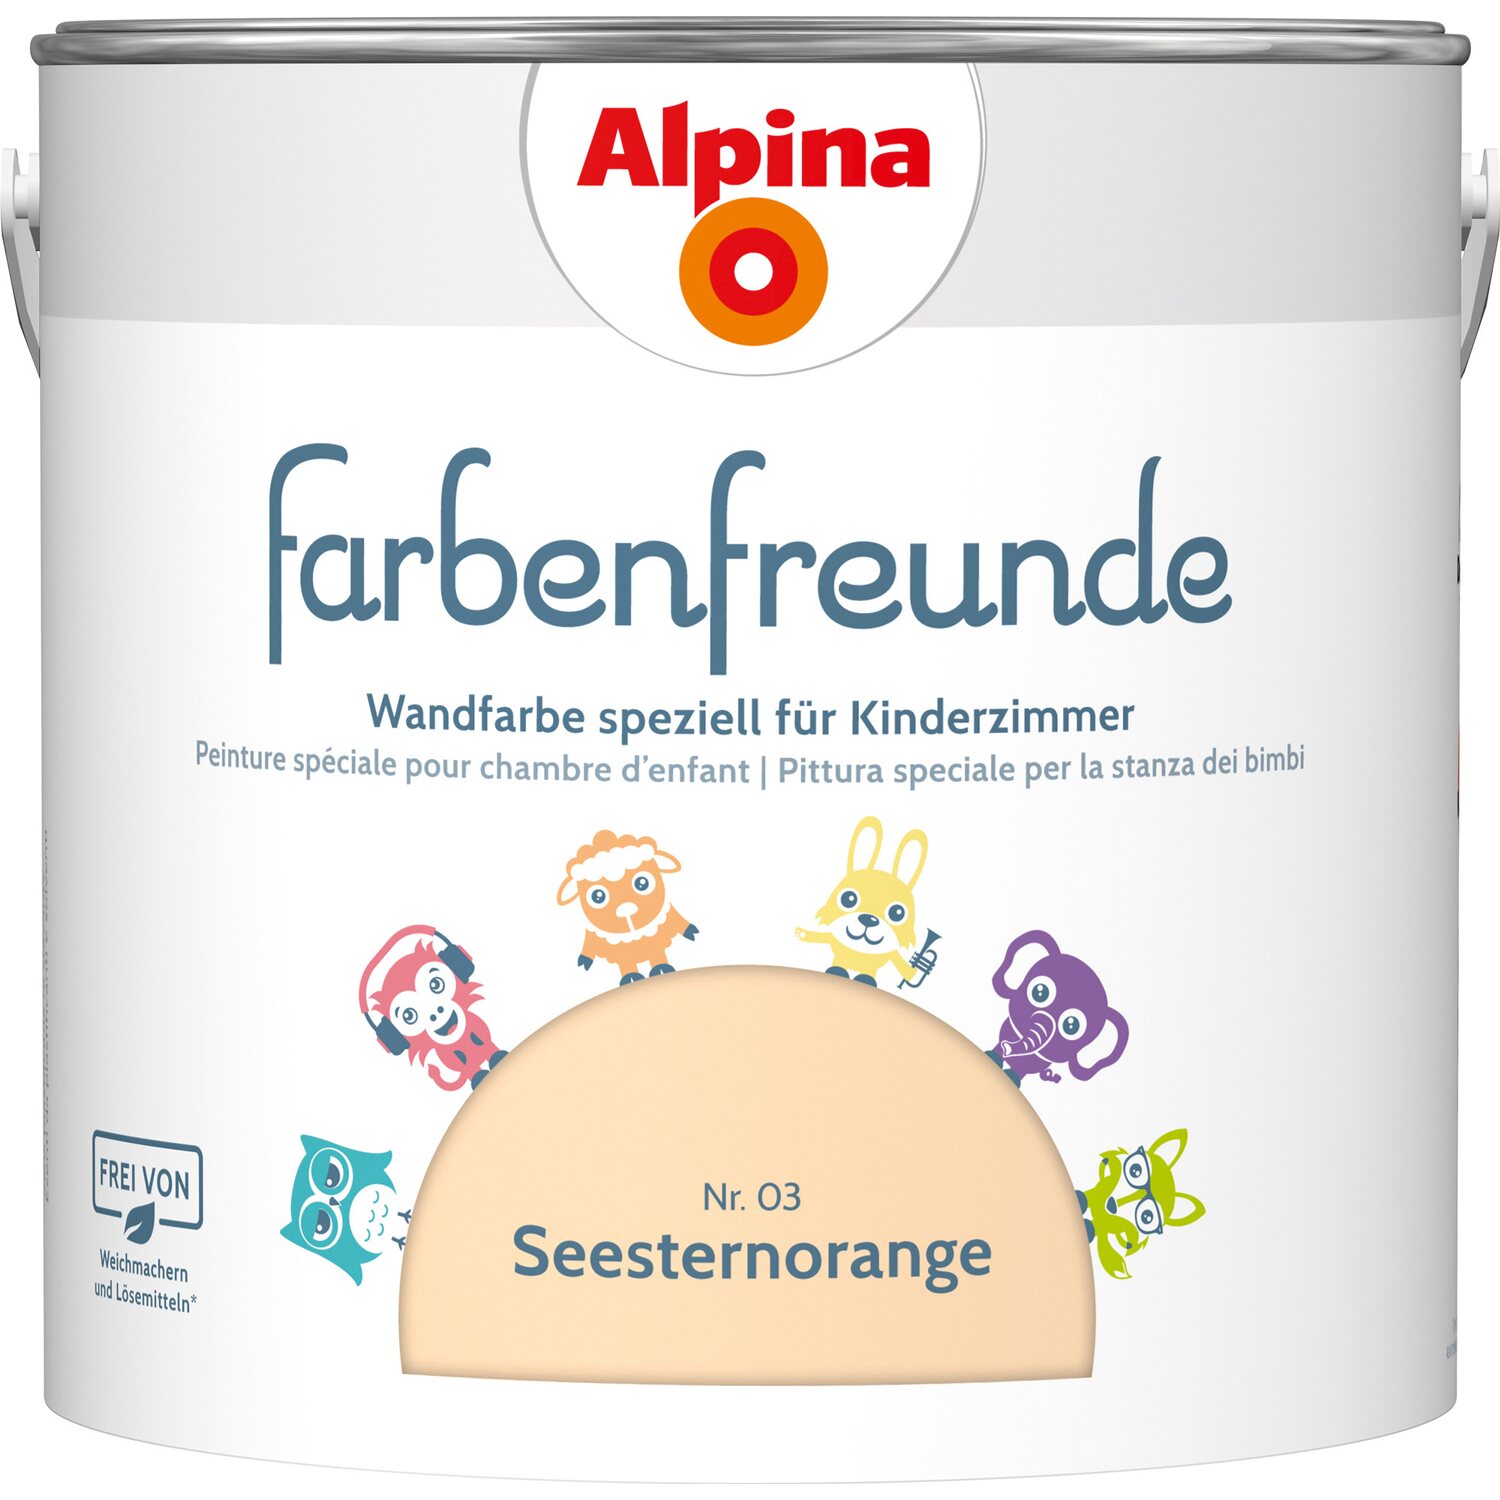 Alpina
farbenfreunde
Wandfarbe speziell für Kinderzimmer
Peinture spéciale pour chambre d'enfant | Pittura speciale per la stanza dei bimbi
FREI VON
Weichmachern
und Lösemitteln*
Nr. 03
Seesternorange